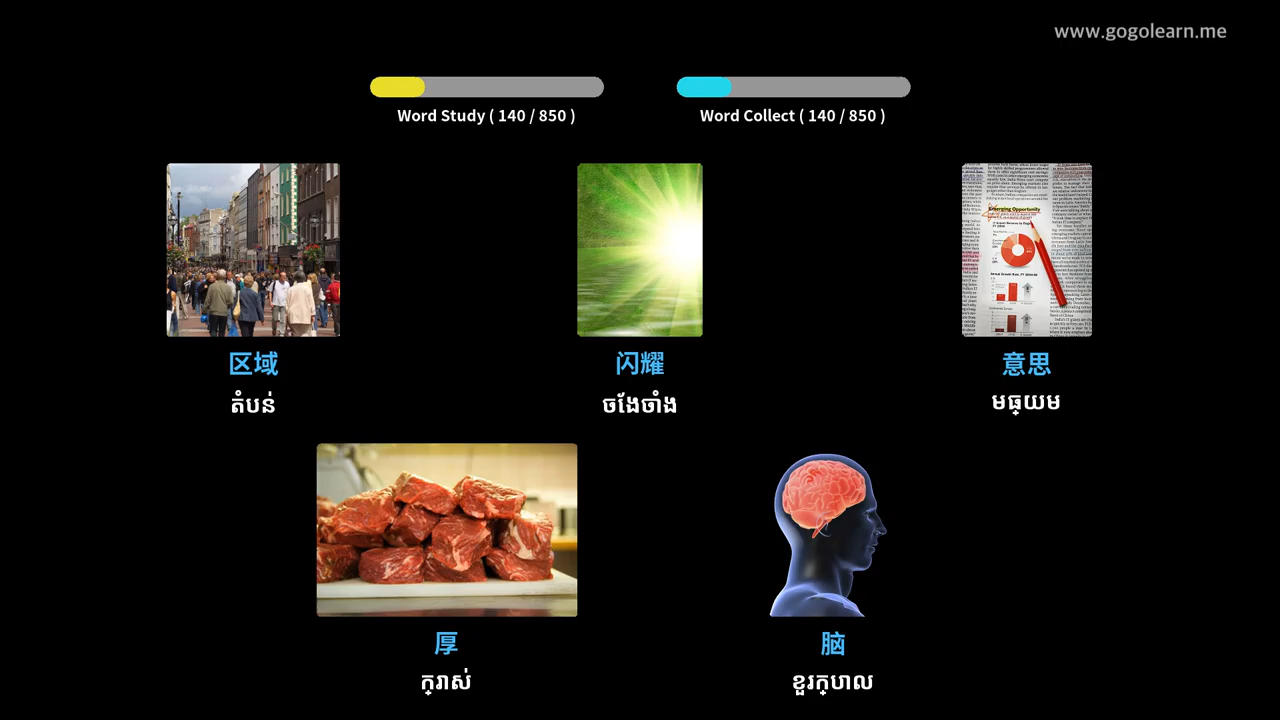 www.gogolearn.me
Word Study ( 140 / 850 )
Word Collect ( 140 / 850 )
区域
តំបន់
闪耀
ចែងចាំង
意思
មធ្យម
Emerging Opportunity
厚
ក្រាស់
脑
ខួរក្បាល